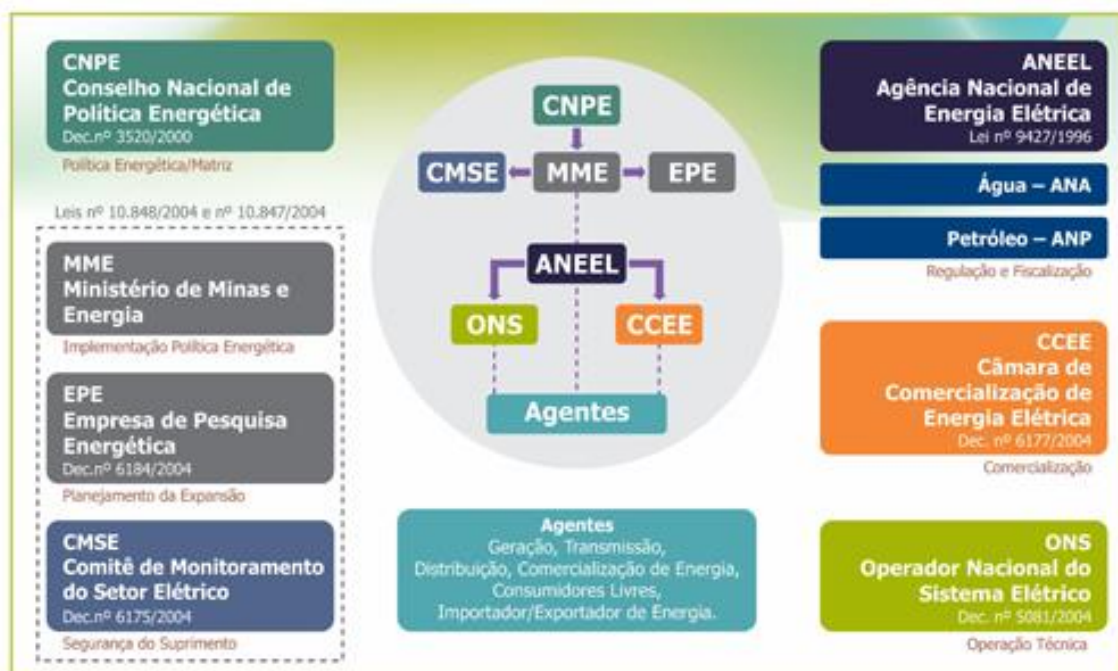 CNPE
Conselho Nacional de
Política Energética
Dec.nº 3520/2000
Política Energética/Matriz
Leis nº 10.848/2004 e nº 10.847/2004
MME
Ministério de Minas e
Energia
Implementação Política Energética
EPE
Empresa de Pesquisa
Energética
Dec.nº 6184/2004
Planejamento da Expansão
CMSE
Comitê de Monitoramento
do Setor Elétrico
Dec.nº 6175/2004
Segurança do Suprimento
CNPE
CMSE MME EPE
ANEEL
ONS CCEE
Agentes
Agentes
Geração, Transmissão,
Distribuição, Comercialização de Energia,
Consumidores Livres,
Importador/Exportador de Energia.
ANEEL
Agência Nacional de
Energia Elétrica
Lei nº 9427/1996
Água – ANA
Petróleo – ANP
Regulação e Fiscalização
CCEE
Câmara de
Comercialização de
Energia Elétrica
Dec. nº 6177/2004
Comercialização
ONS
Operador Nacional do
Sistema Elétrico
Dec. nº 5081/2004
Operação Técnica